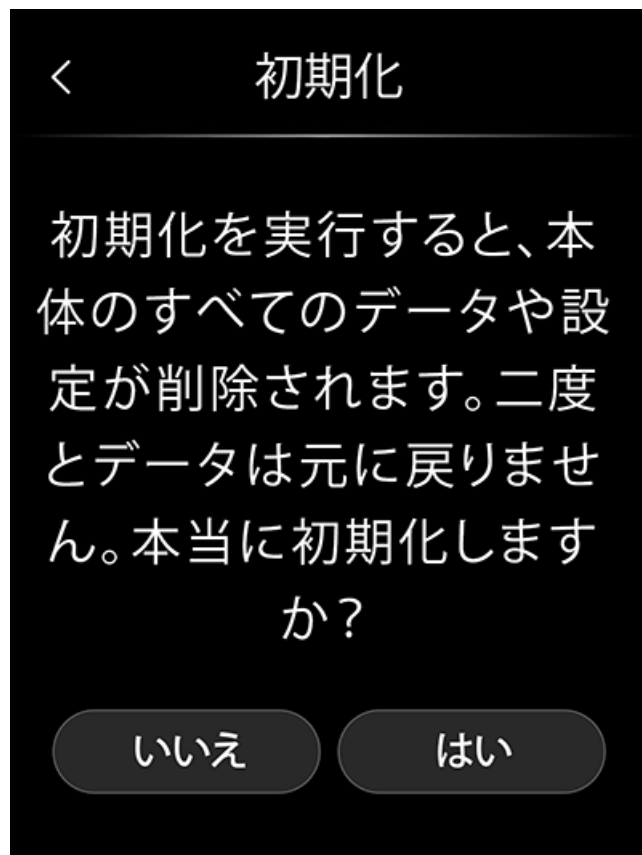 初期化
初期化を実行すると、本
体のすべてのデータや設
定が削除されます。二度
とデータは元に戻りませ
ん。本当に初期化します
か？
いいえ
はい